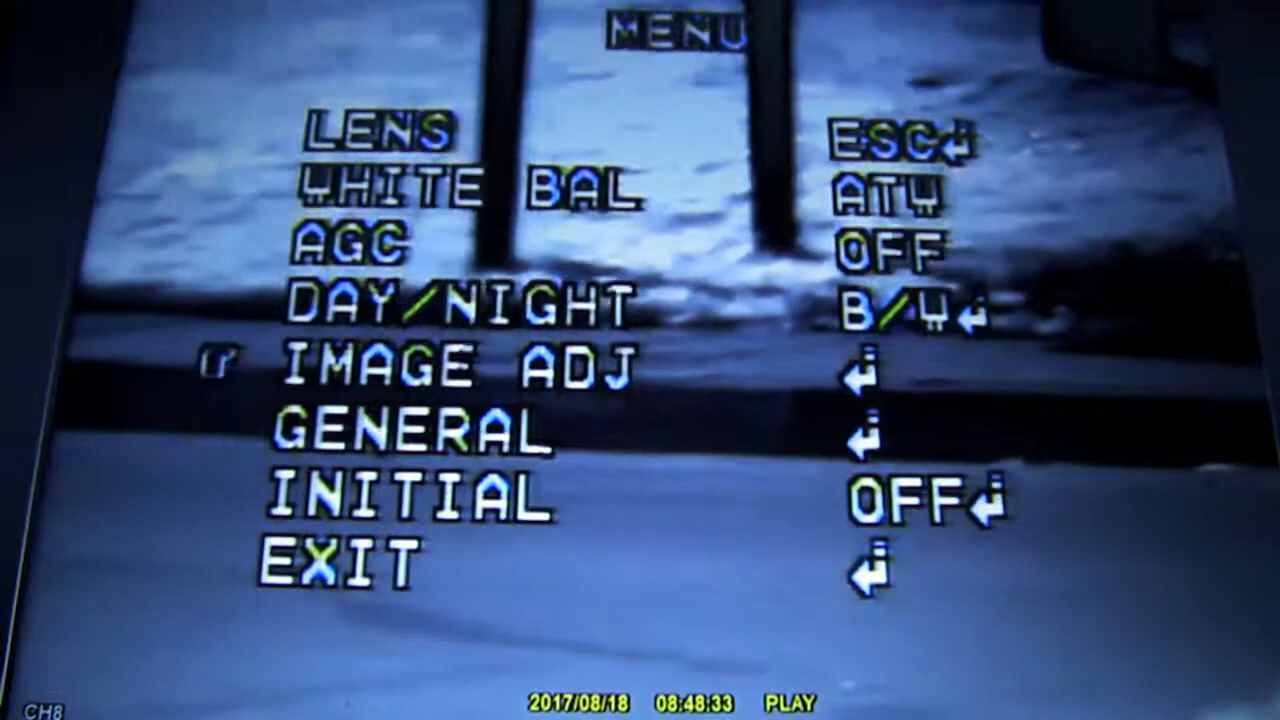 MENU
LENS ESC↵
WHITE BAL ATW
AGC OFF
DAY/NIGHT B/W↵
IMAGE ADJ ↵
GENERAL ↵
INITIAL OFF↵
EXIT ↵
CH8 2017/08/18 08:48:33 PLAY